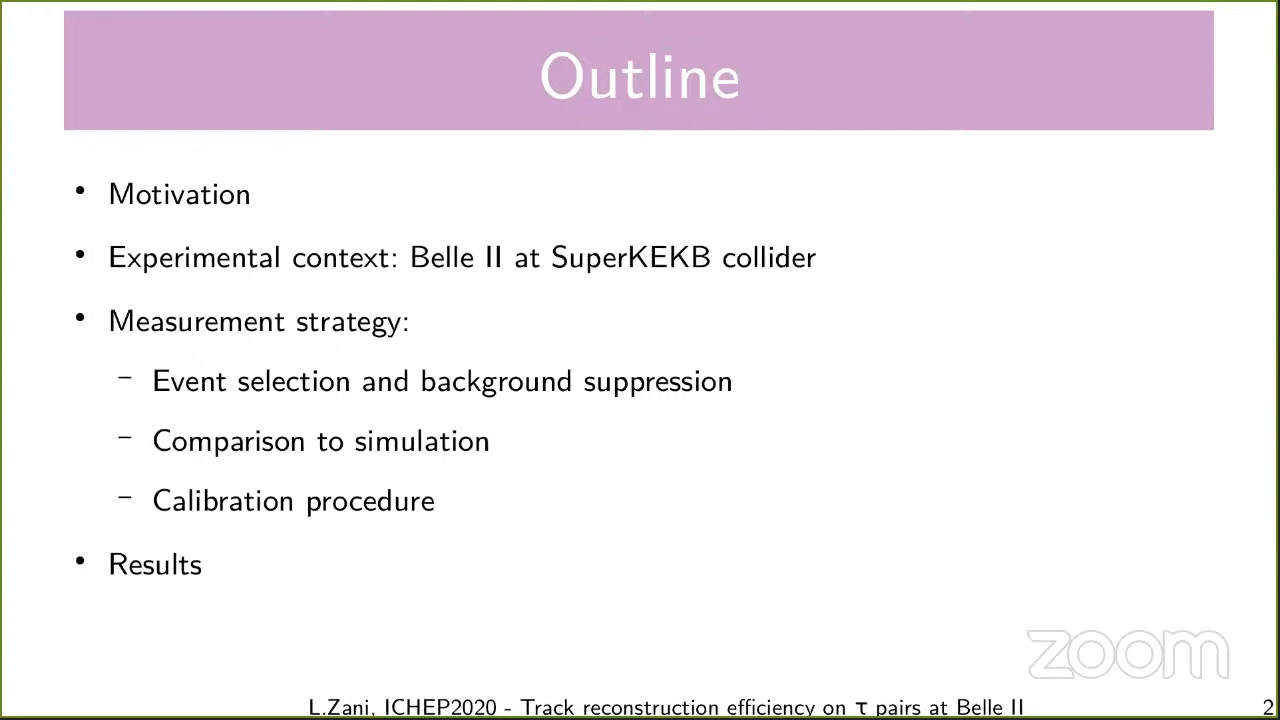 Outline
• Motivation
• Experimental context: Belle II at SuperKEKB collider
• Measurement strategy:
– Event selection and background suppression
– Comparison to simulation
– Calibration procedure
• Results
zoom
L.Zani, ICHEP2020 - Track reconstruction efficiency on τ pairs at Belle II
2